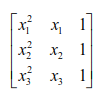 x₁² x₁ 1
x₂² x₂ 1
x₃² x₃ 1